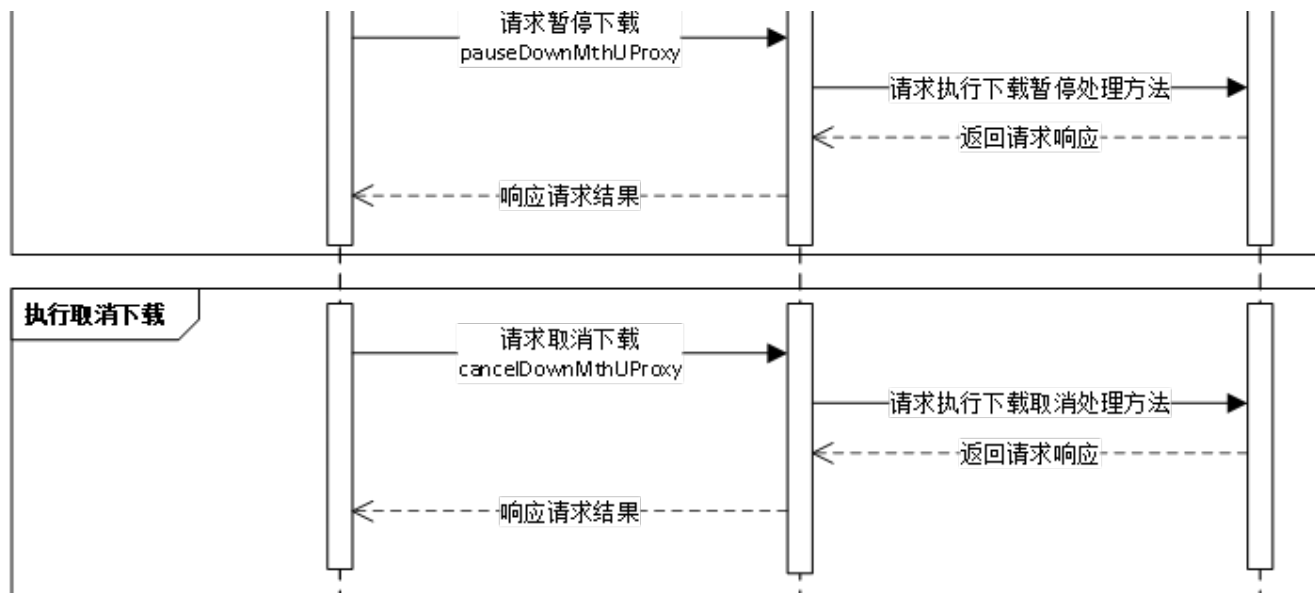 请求暂停下载
pauseDownMthUProxy
请求执行下载暂停处理方法
返回请求响应
响应请求结果
执行取消下载
请求取消下载
cancelDownMthUProxy
请求执行下载取消处理方法
返回请求响应
响应请求结果